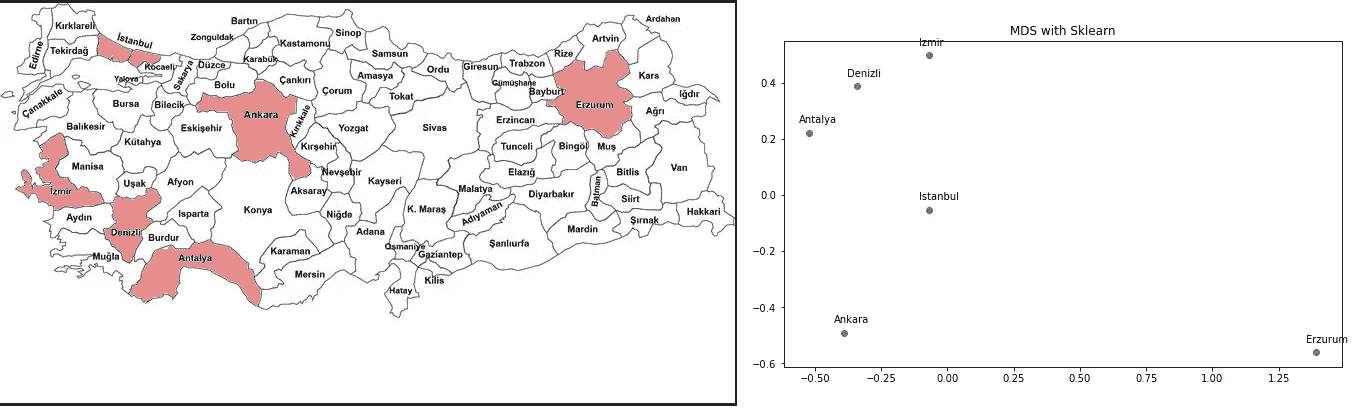 Kırklareli
Edirne
Tekirdağ
İstanbul
Kocaeli
Yalova
Sakarya
Düzce
Zonguldak
Bartın
Karabük
Kastamonu
Sinop
Samsun
Ordu
Giresun
Trabzon
Rize
Artvin
Ardahan
Kars
Iğdır
Ağrı
Erzurum
Bayburt
Gümüşhane
Çanakkale
Bursa
Bilecik
Bolu
Çankırı
Çorum
Amasya
Tokat
Ankara
Kırıkkale
Balıkesir
Kütahya
Eskişehir
Yozgat
Sivas
Erzincan
Tunceli
Bingöl
Muş
Kırşehir
Manisa
Uşak
Afyon
Nevşehir
Kayseri
Malatya
Elazığ
Diyarbakır
Batman
Bitlis
Van
Siirt
Hakkari
Şırnak
Mardin
İzmir
Aydın
Denizli
Isparta
Burdur
Konya
Aksaray
Niğde
K. Maraş
Adıyaman
Şanlıurfa
Muğla
Antalya
Karaman
Mersin
Adana
Osmaniye
Gaziantep
Kilis
Hatay
MDS with Sklearn
Izmir
Denizli
Antalya
Istanbul
Ankara
Erzurum
0.4
0.2
0.0
−0.2
−0.4
−0.6
−0.50 −0.25 0.00 0.25 0.50 0.75 1.00 1.25